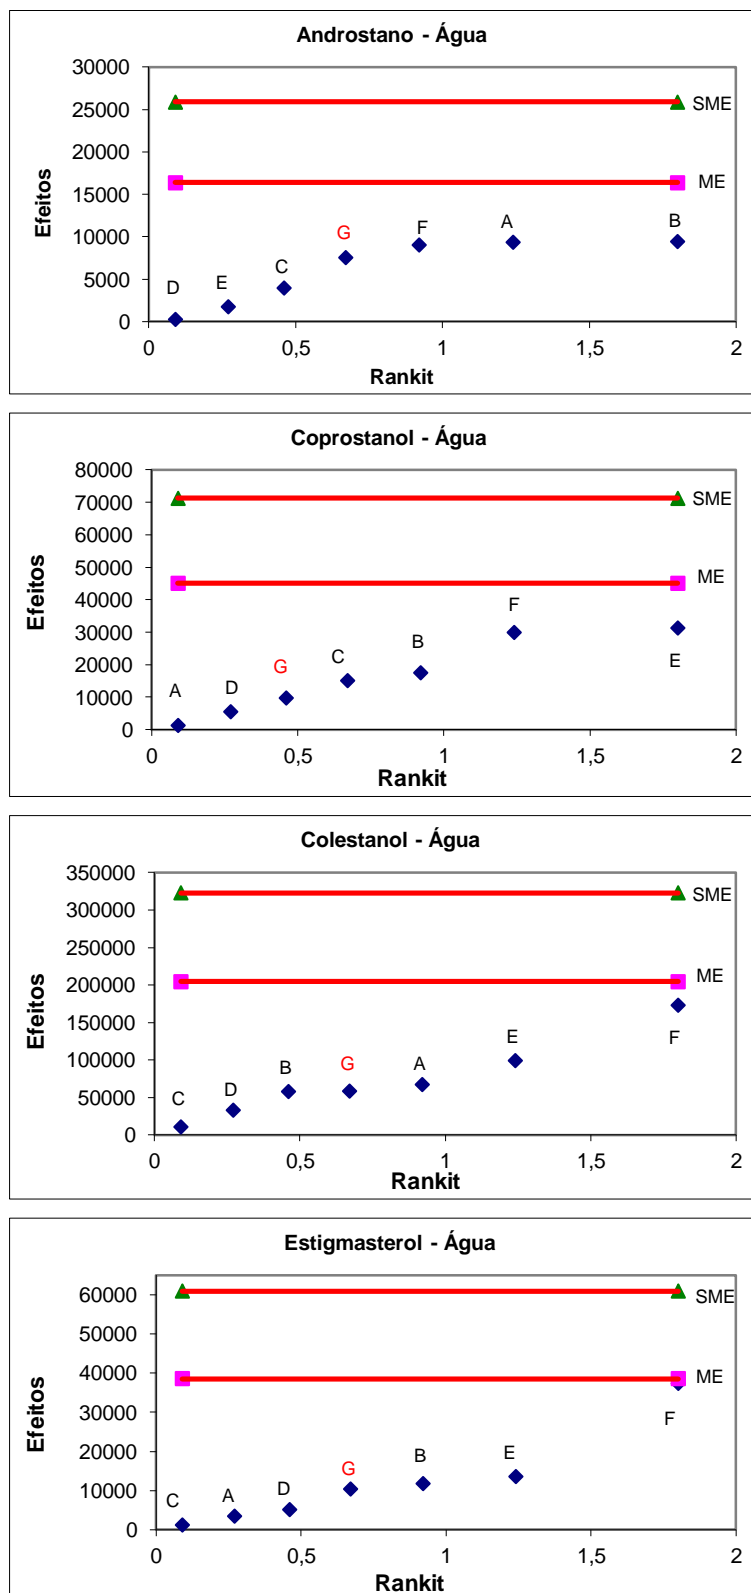 Androstano - Água
30000
25000
20000
15000
10000
5000
0
Efeitos
SME
ME
D
E
C
G
F
A
B
0
0,5
1
1,5
2
Rankit
Coprostanol - Água
80000
70000
60000
50000
40000
30000
20000
10000
0
Efeitos
SME
ME
A
D
G
C
B
F
E
0
0,5
1
1,5
2
Rankit
Colestanol - Água
350000
300000
250000
200000
150000
100000
50000
0
Efeitos
SME
ME
C
D
B
G
A
E
F
0
0,5
1
1,5
2
Rankit
Estigmasterol - Água
60000
50000
40000
30000
20000
10000
0
Efeitos
SME
ME
C
A
D
G
B
E
F
0
0,5
1
1,5
2
Rankit